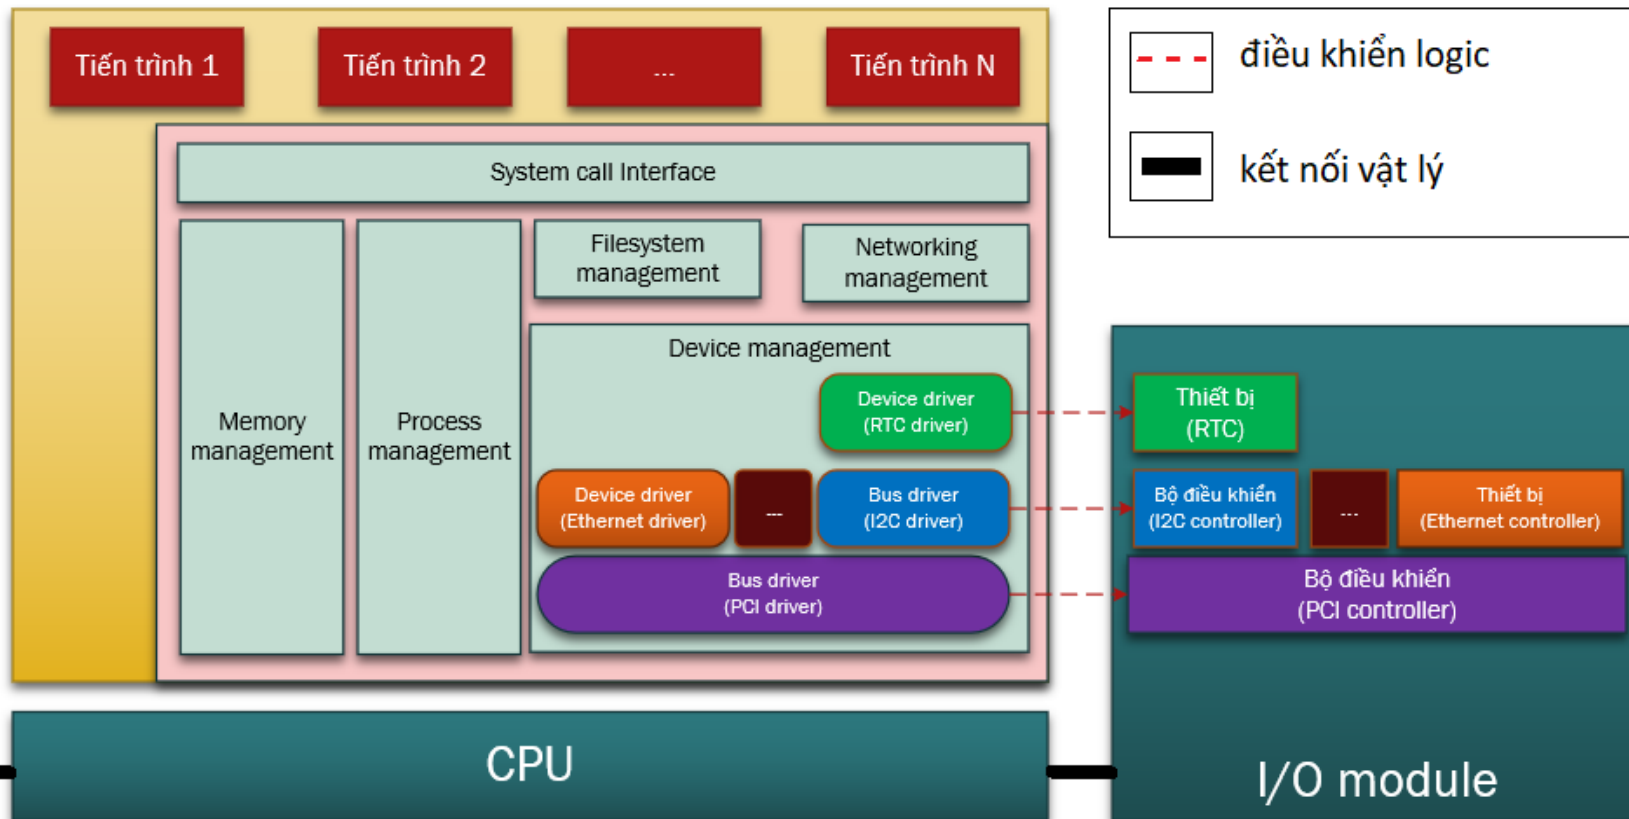 Tiến trình 1
Tiến trình 2
...
Tiến trình N
điều khiển logic
kết nối vật lý
System call Interface
Memory
management
Process
management
Filesystem
management
Networking
management
Device management
Device driver
(RTC driver)
Device driver
(Ethernet driver)
...
Bus driver
(I2C driver)
Bus driver
(PCI driver)
Thiết bị
(RTC)
Bộ điều khiển
(I2C controller)
...
Thiết bị
(Ethernet controller)
Bộ điều khiển
(PCI controller)
CPU
I/O module